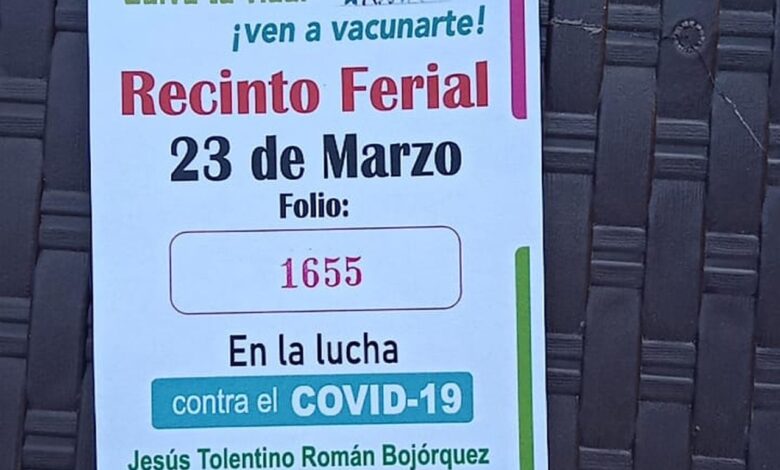 ¡ven a vacunarte!
Recinto Ferial
23 de Marzo
Folio:
1655
En la lucha
contra el COVID-19
Jesús Tolentino Román Bojórquez